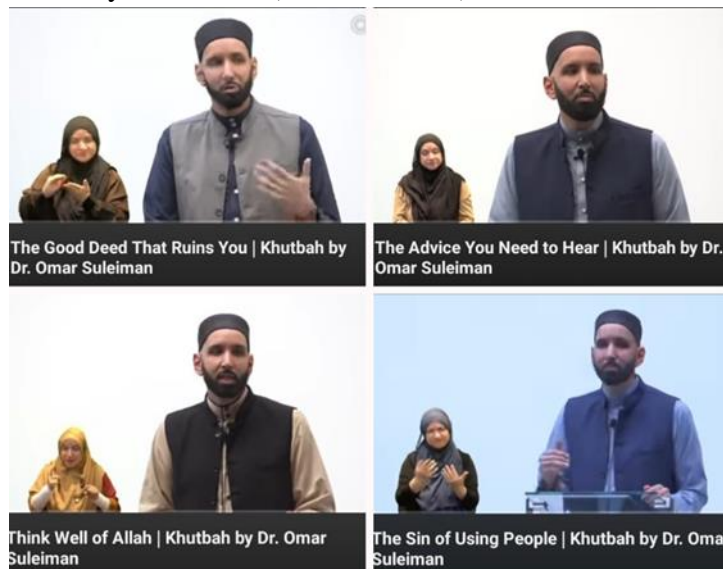 The Good Deed That Ruins You | Khutbah by
Dr. Omar Suleiman
The Advice You Need to Hear | Khutbah by Dr.
Omar Suleiman
Think Well of Allah | Khutbah by Dr. Omar
Suleiman
The Sin of Using People | Khutbah by Dr. Oma
Suleiman